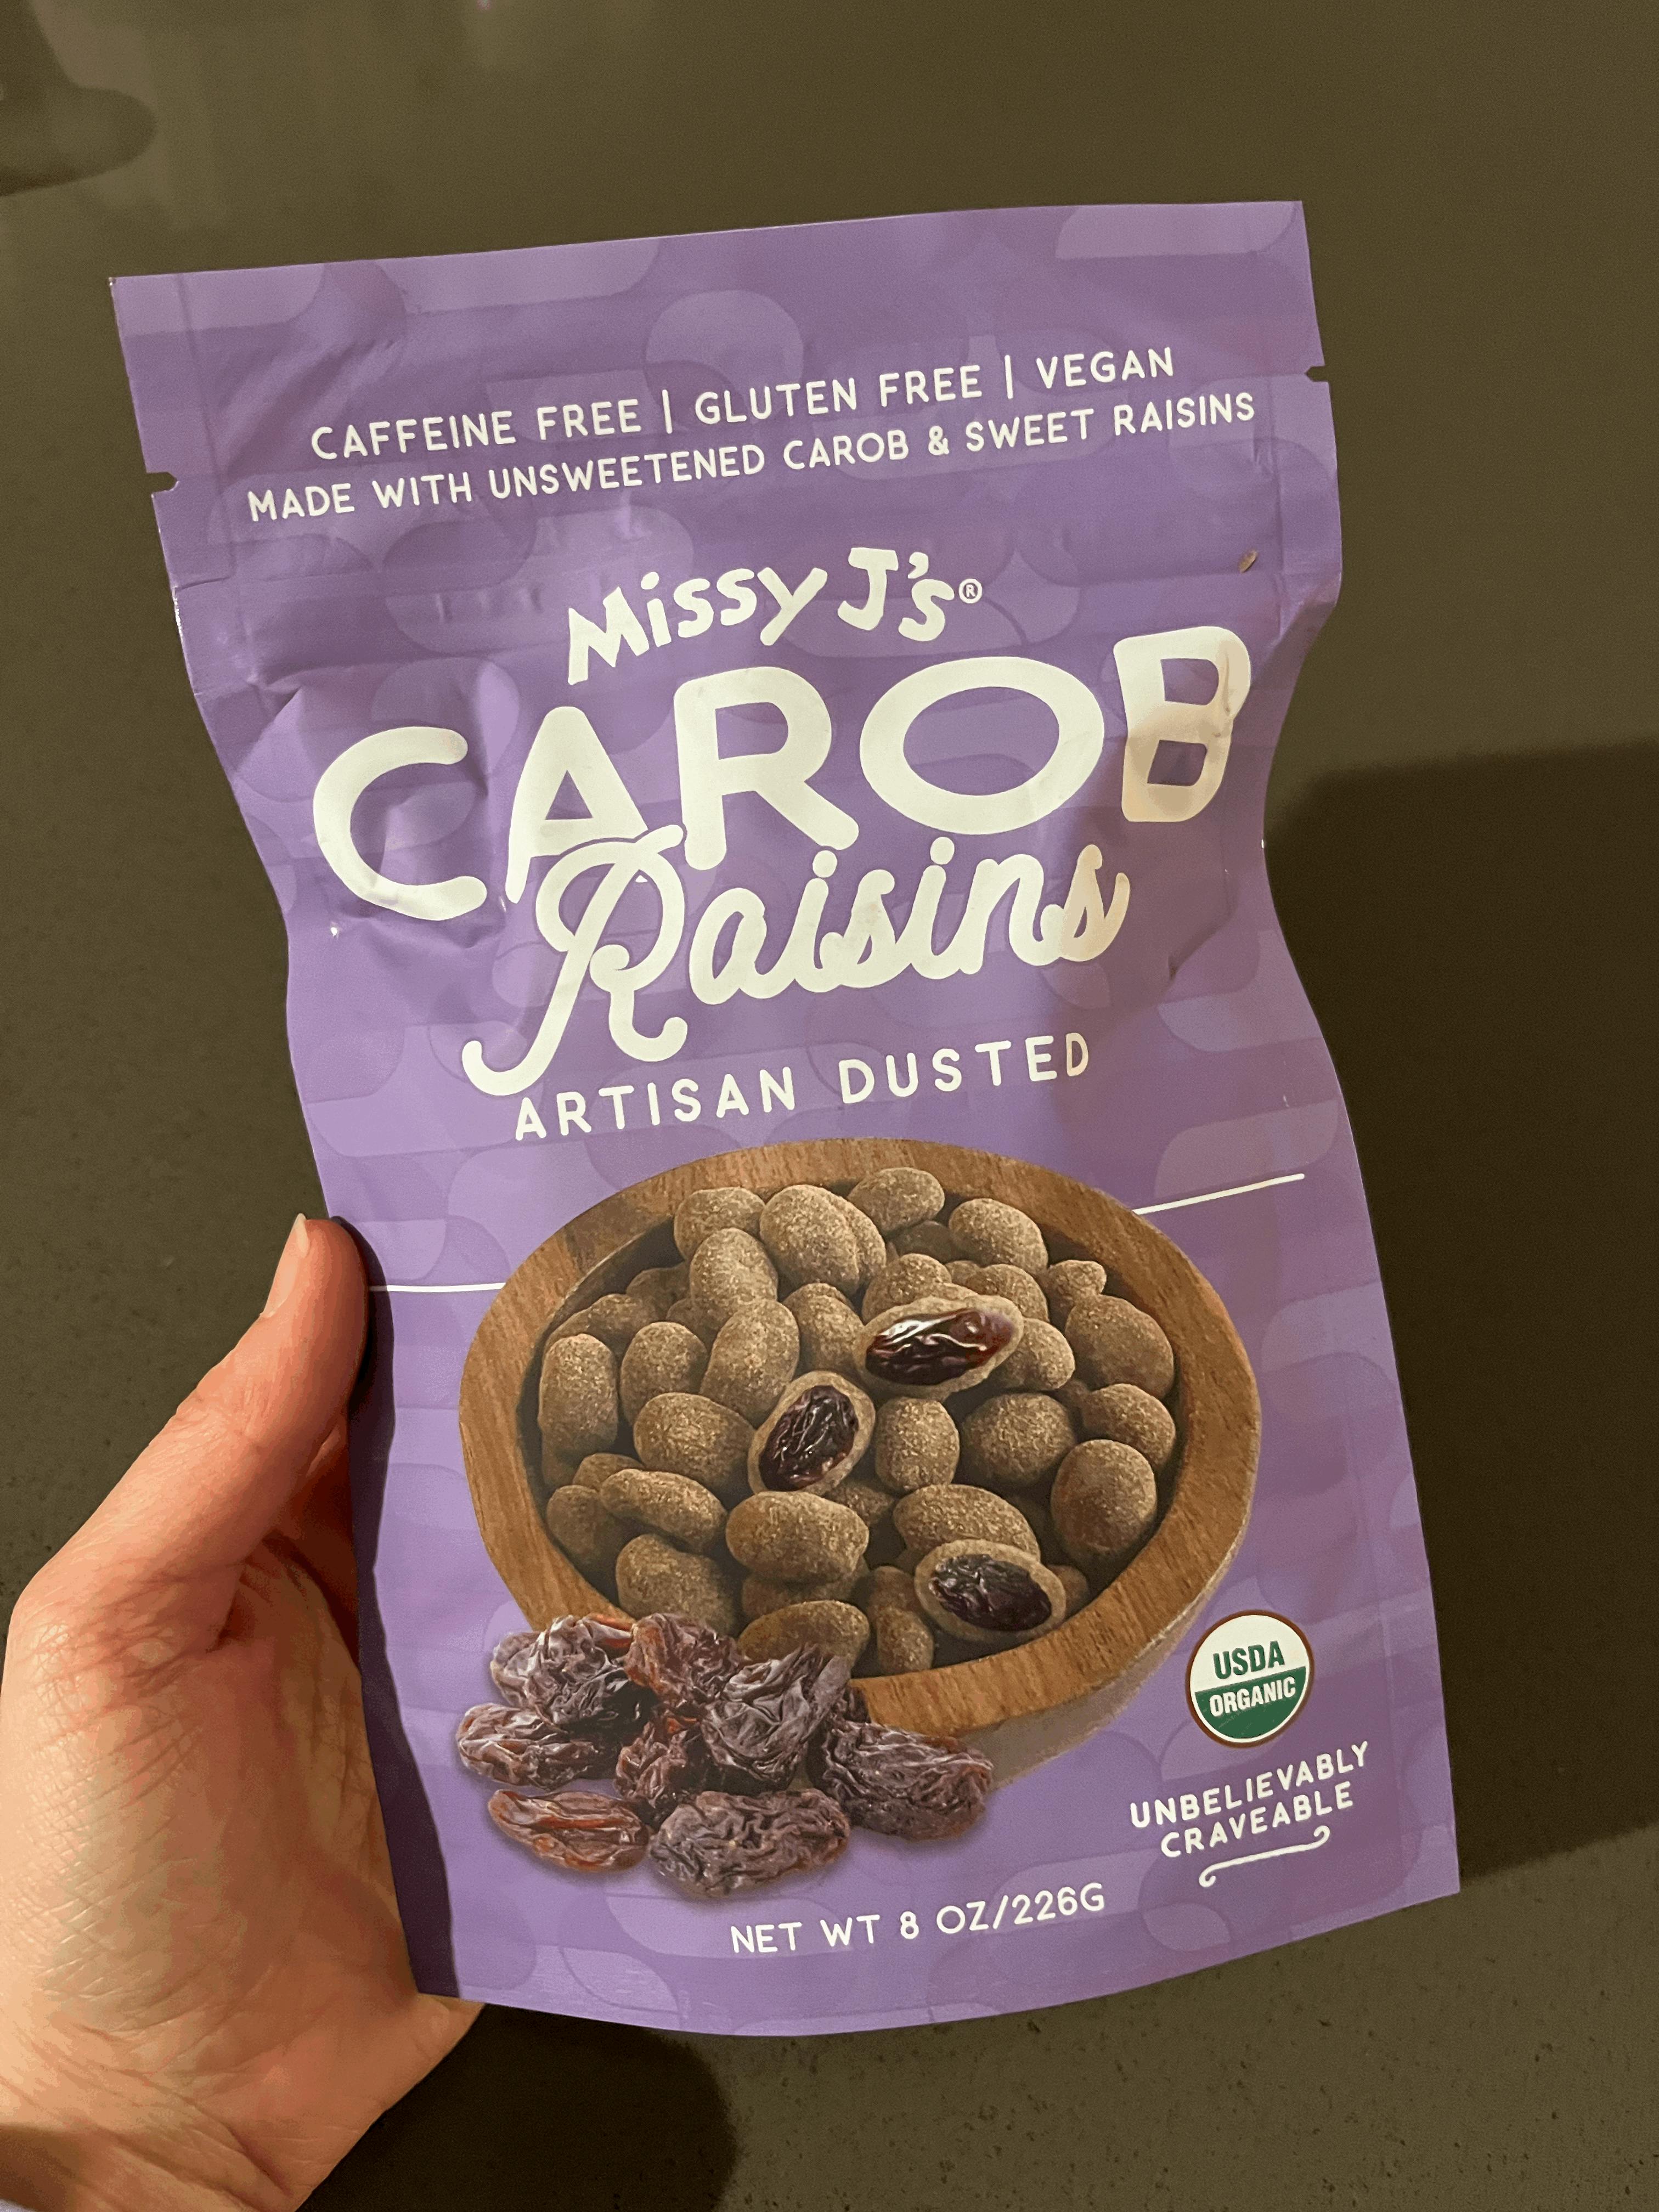 CAFFEINE FREE | GLUTEN FREE | VEGAN
MADE WITH UNSWEETENED CAROB & SWEET RAISINS
Missy J's®
CAROB
Raisins
ARTISAN DUSTED
USDA
ORGANIC
UNBELIEVABLY
CRAVEABLE
NET WT 8 OZ/226G